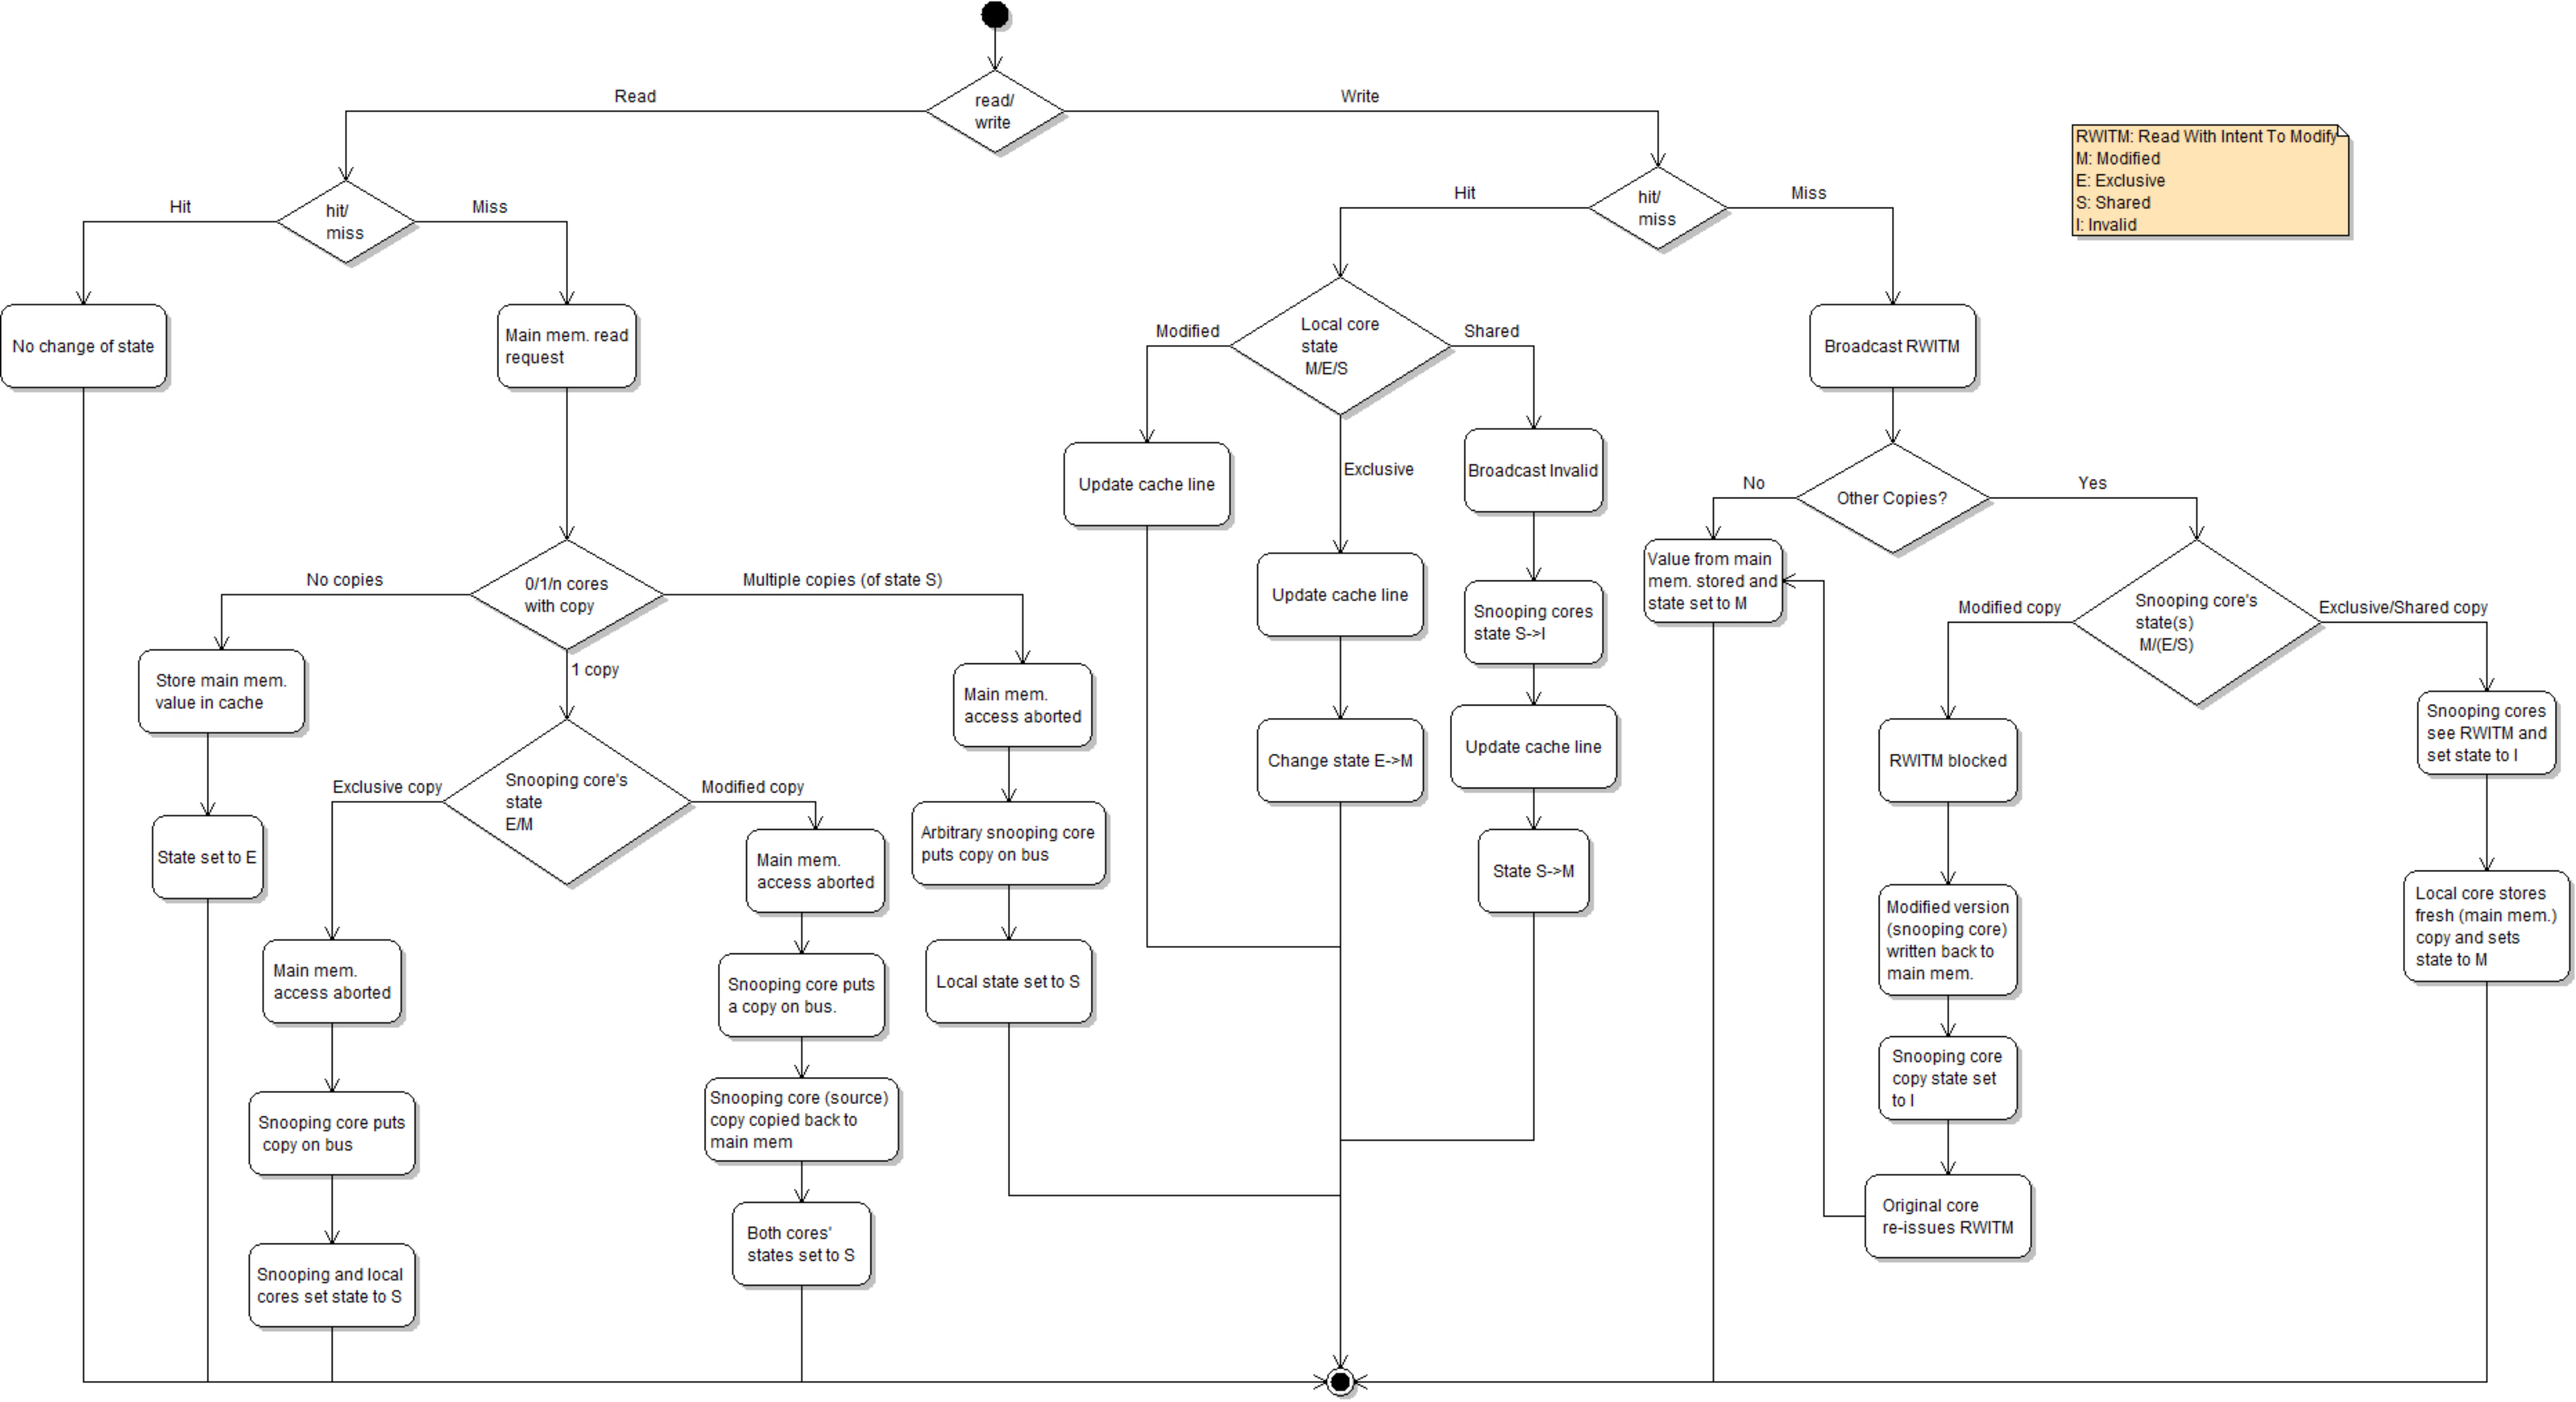 read/
write
Read
Write
RWITM: Read With Intent To Modify
M: Modified
E: Exclusive
S: Shared
I: Invalid
hit/
miss
Hit
Miss
hit/
miss
Hit
Miss
No change of state
Main mem. read
request
Local core
state
M/E/S
Modified
Shared
Exclusive
Broadcast RWITM
Update cache line
Broadcast Invalid
Other Copies?
No
Yes
0/1/n cores
with copy
No copies
Multiple copies (of state S)
1 copy
Update cache line
Snooping cores
state S->I
Value from main
mem. stored and
state set to M
Snooping core's
state(s)
M/(E/S)
Modified copy
Exclusive/Shared copy
Store main mem.
value in cache
Main mem.
access aborted
Change state E->M
Update cache line
RWITM blocked
Snooping cores
see RWITM and
set state to I
Snooping core's
state
E/M
Exclusive copy
Modified copy
State set to E
Main mem.
access aborted
Arbitrary snooping core
puts copy on bus
State S->M
Modified version
(snooping core)
written back to
main mem.
Local core stores
fresh (main mem.)
copy and sets
state to M
Main mem.
access aborted
Snooping core puts
a copy on bus.
Local state set to S
Snooping core puts
copy on bus
Snooping core (source)
copy copied back to
main mem
Snooping core
copy state set
to I
Snooping and local
cores set state to S
Both cores'
states set to S
Original core
re-issues RWITM